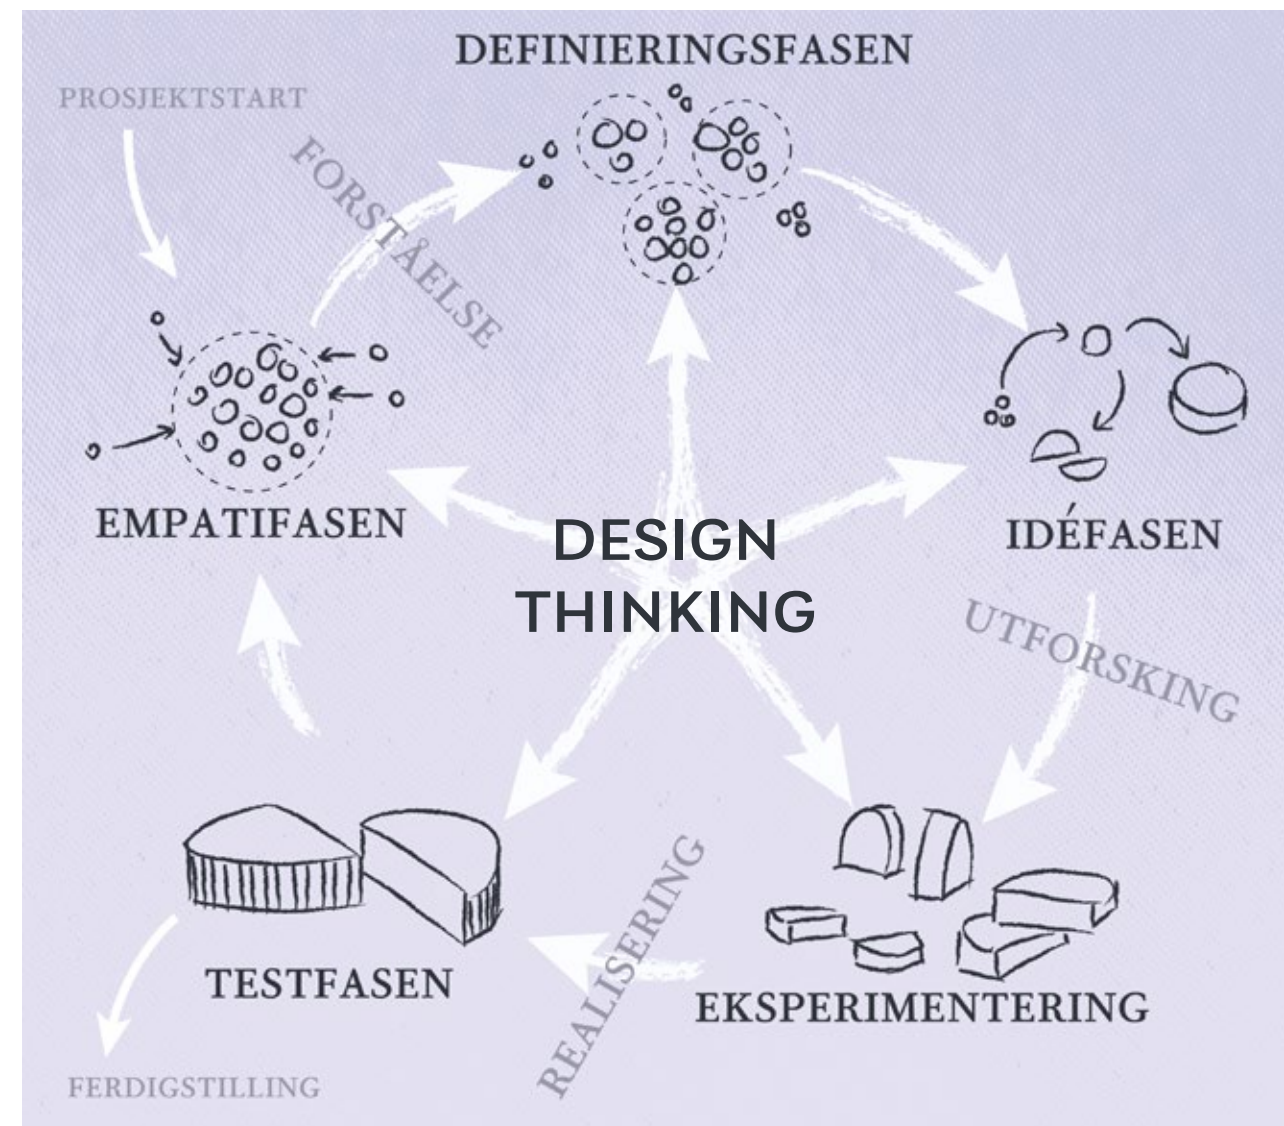 DEFINIERINGSFASEN
PROSJEKTSTART
FORSTÅELSE
EMPATIFASEN
IDÉFASEN
DESIGN
THINKING
UTFORSKING
REALISERING
TESTFASEN
EKSPERIMENTERING
FERDIGSTILLING